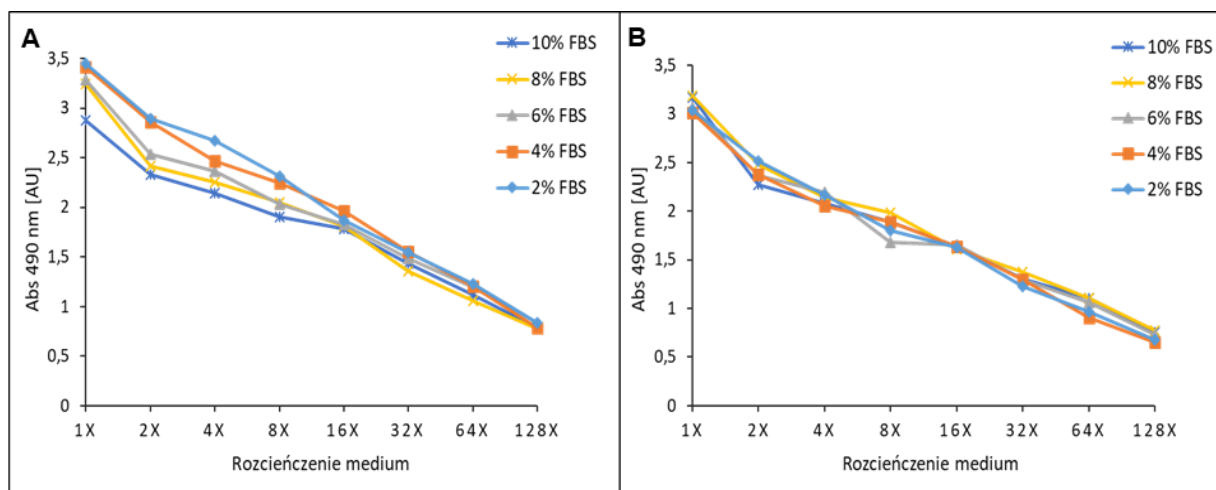 A
10% FBS
8% FBS
6% FBS
4% FBS
2% FBS
3,5
3
2,5
2
1,5
1
0,5
0
Abs 490 nm [AU]
1X 2X 4X 8X 16X 32X 64X 128X
Rozcieńczenie medium
B
10% FBS
8% FBS
6% FBS
4% FBS
2% FBS
3,5
3
2,5
2
1,5
1
0,5
0
Abs 490 nm [AU]
1X 2X 4X 8X 16X 32X 64X 128X
Rozcieńczenie medium